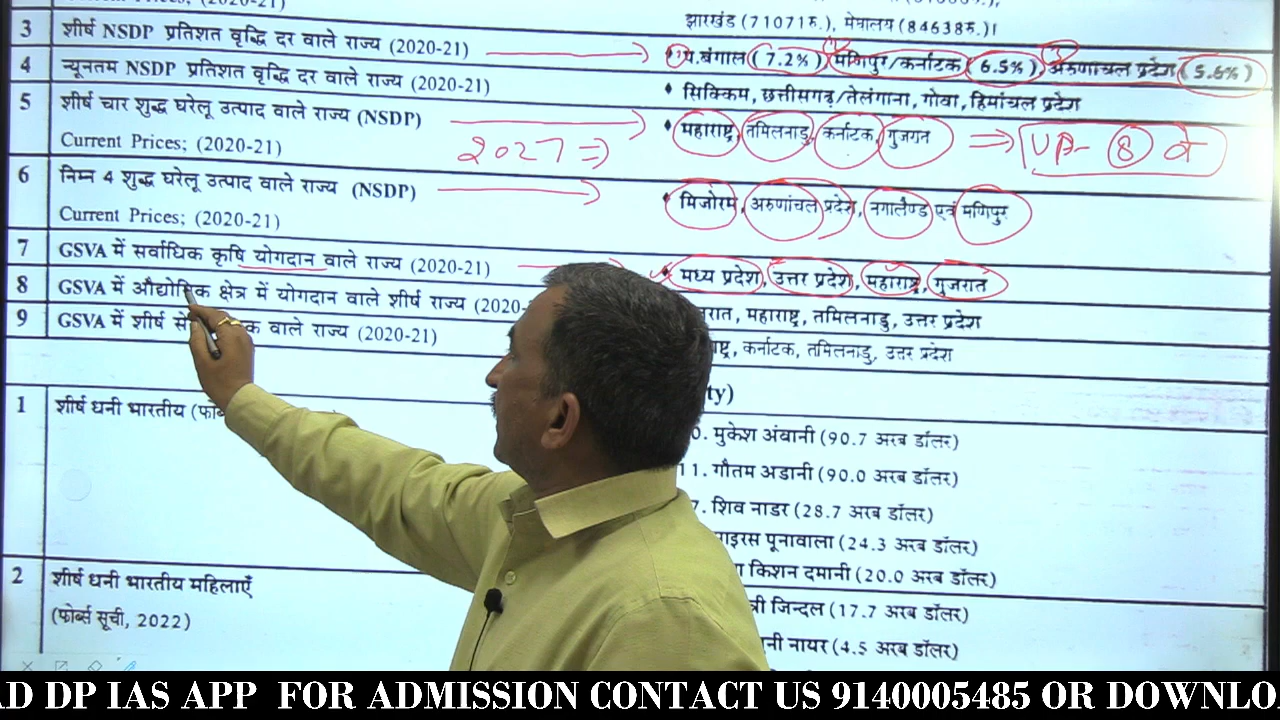 झारखंड (71071रु.), मेघालय (84638रु.)।
3 शीर्ष NSDP प्रतिशत वृद्धि दर वाले राज्य (2020-21) प.बंगाल (7.2%) मणिपुर/कर्नाटक (6.5%) अरुणाचल प्रदेश (5.6%)
4 न्यूनतम NSDP प्रतिशत वृद्धि दर वाले राज्य (2020-21) ♦ सिक्किम, छत्तीसगढ़/तेलंगाना, गोवा, हिमांचल प्रदेश
5 शीर्ष चार शुद्ध घरेलू उत्पाद वाले राज्य (NSDP) ♦ महाराष्ट्र, तमिलनाडु, कर्नाटक, गुजरात ⇒ UP- 8 वें
Current Prices; (2020-21) 2027 ⇒
6 निम्न 4 शुद्ध घरेलू उत्पाद वाले राज्य (NSDP) ♦ मिजोरम, अरुणांचल प्रदेश, नगालैण्ड एवं मणिपुर
Current Prices; (2020-21)
7 GSVA में सर्वाधिक कृषि योगदान वाले राज्य (2020-21) ♦ मध्य प्रदेश, उत्तर प्रदेश, महाराष्ट्र, गुजरात
8 GSVA में औद्योगिक क्षेत्र में योगदान वाले शीर्ष राज्य (2020- रात, महाराष्ट्र, तमिलनाडु, उत्तर प्रदेश
9 GSVA में शीर्ष से क वाले राज्य (2020-21) ष्ट्र, कर्नाटक, तमिलनाडु, उत्तर प्रदेश
ty)
1 शीर्ष धनी भारतीय (फोर्ब 0. मुकेश अंबानी (90.7 अरब डॉलर)
11. गौतम अडानी (90.0 अरब डॉलर)
7. शिव नाडर (28.7 अरब डॉलर)
इरस पूनावाला (24.3 अरब डॉलर)
किशन दमानी (20.0 अरब डॉलर)
2 शीर्ष धनी भारतीय महिलाएँ त्री जिन्दल (17.7 अरब डॉलर)
(फोर्ब्स सूची, 2022) नी नायर (4.5 अरब डॉलर)
AD DP IAS APP FOR ADMISSION CONTACT US 9140005485 OR DOWNLO